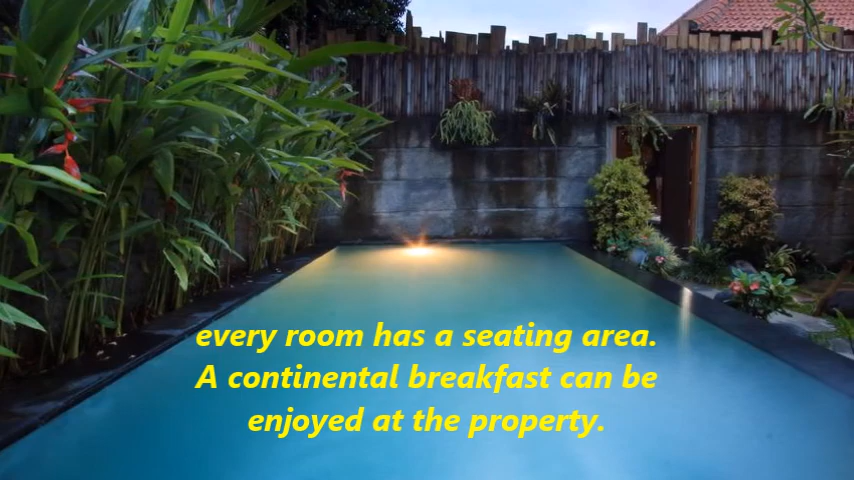 every room has a seating area.
A continental breakfast can be
enjoyed at the property.